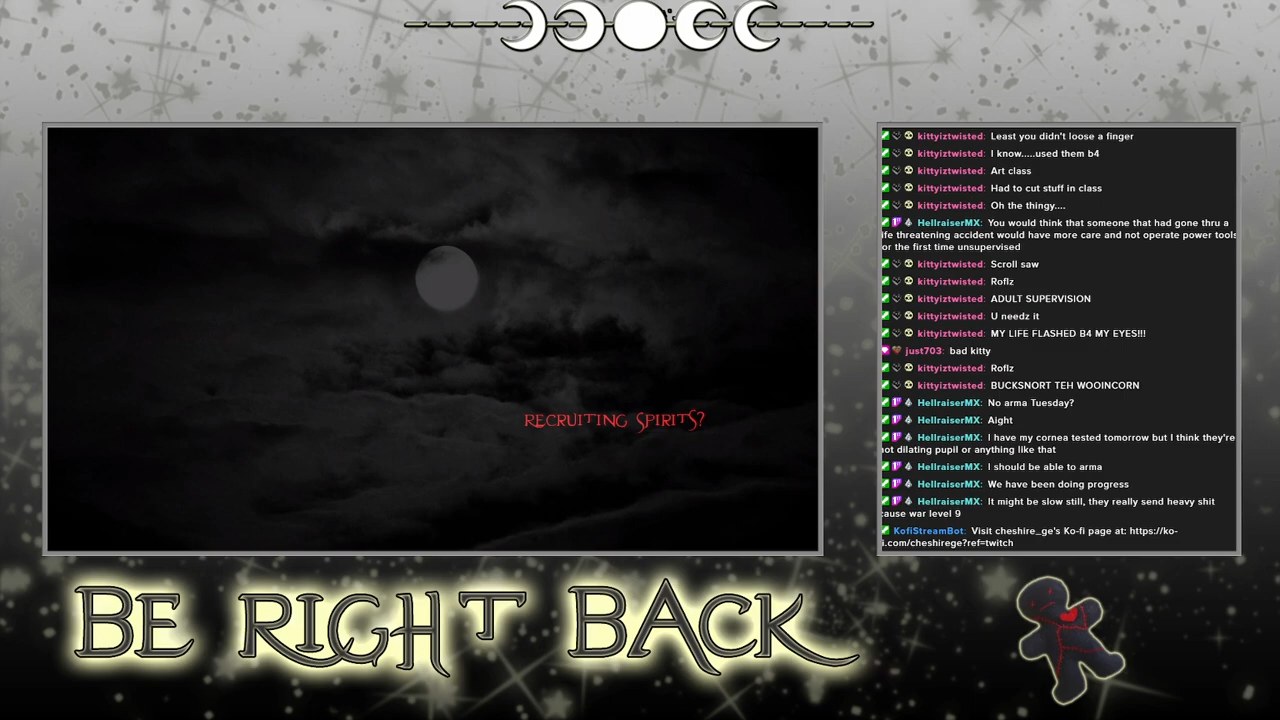 kittyiztwisted: Least you didn't loose a finger
kittyiztwisted: I know.....used them b4
kittyiztwisted: Art class
kittyiztwisted: Had to cut stuff in class
kittyiztwisted: Oh the thingy....
HellraiserMX: You would think that someone that had gone thru a
ife threatening accident would have more care and not operate power tools
or the first time unsupervised
kittyiztwisted: Scroll saw
kittyiztwisted: Roflz
kittyiztwisted: ADULT SUPERVISION
kittyiztwisted: U needz it
kittyiztwisted: MY LIFE FLASHED B4 MY EYES!!!
just703: bad kitty
kittyiztwisted: Roflz
kittyiztwisted: BUCKSNORT TEH WOOINCORN
HellraiserMX: No arma Tuesday?
HellraiserMX: Aight
HellraiserMX: I have my cornea tested tomorrow but I think they're
not dilating pupil or anything like that
HellraiserMX: I should be able to arma
HellraiserMX: We have been doing progress
HellraiserMX: It might be slow still, they really send heavy shit
cause war level 9
KofiStreamBot: Visit cheshire_ge's Ko-fi page at: https://ko-
i.com/cheshirege?ref=twitch
RECRUITING SPIRITS?
BE RIGHT BACK